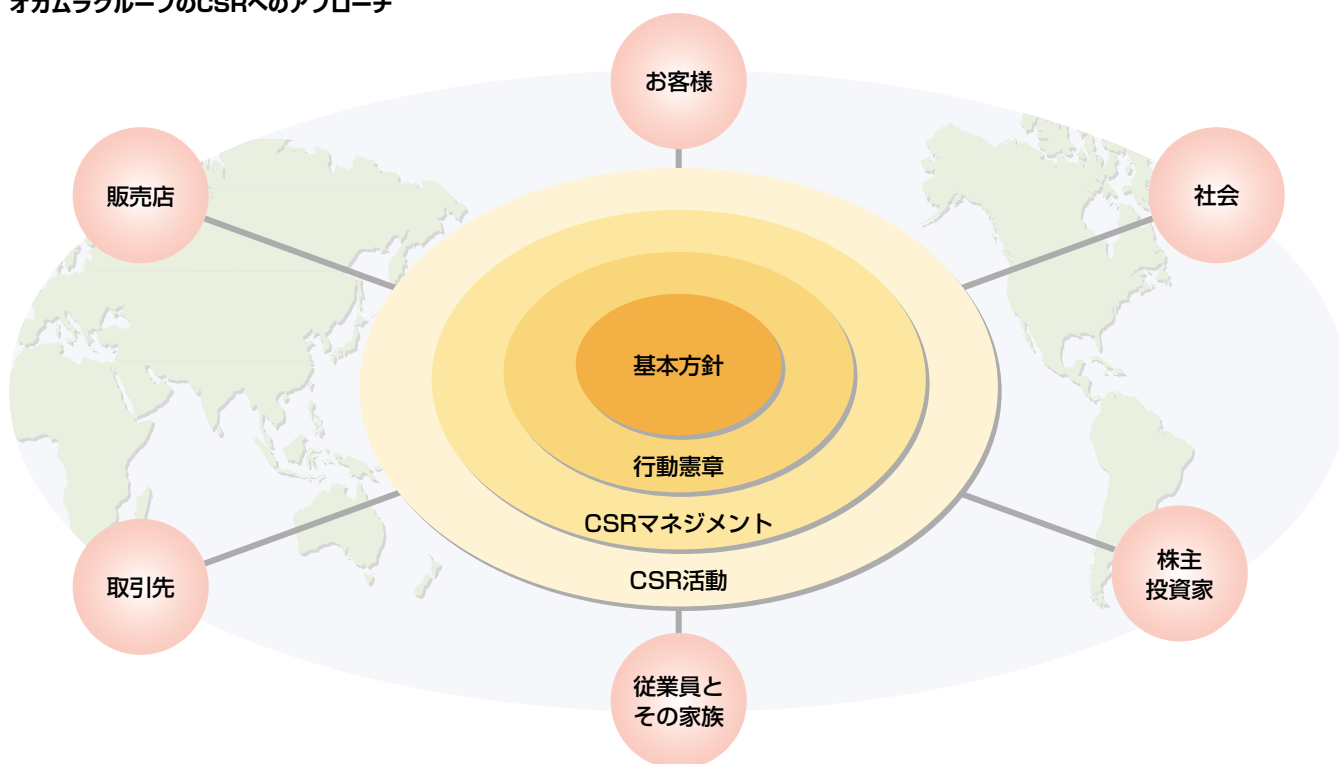 オカムラグループのCSRへのアプローチ
お客様
販売店
社会
基本方針
行動憲章
CSRマネジメント
CSR活動
取引先
株主
投資家
従業員と
その家族